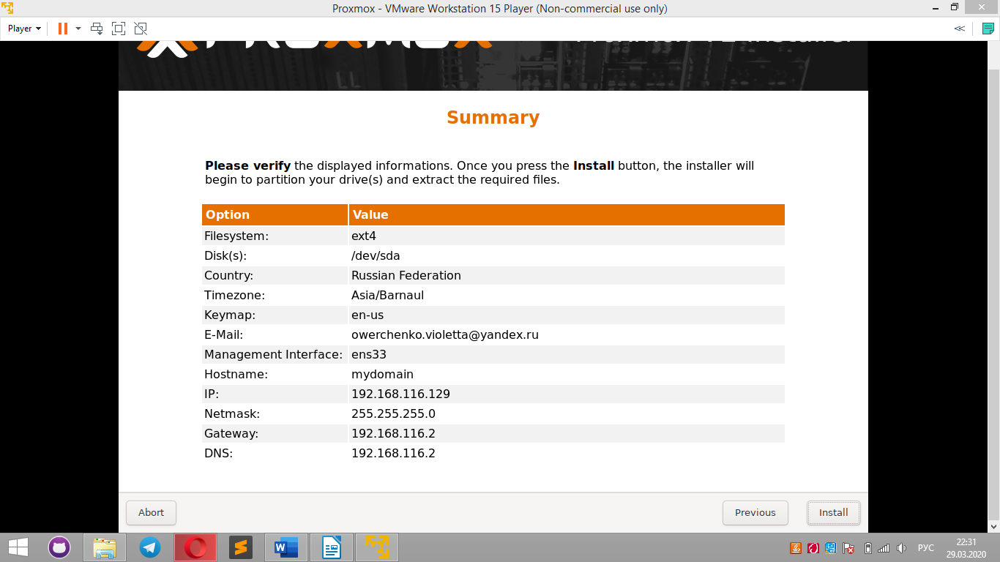 Proxmox - VMware Workstation 15 Player (Non-commercial use only)
Player
PROXMOX
Summary
Please verify the displayed informations. Once you press the Install button, the installer will
begin to partition your drive(s) and extract the required files.
Option Value
Filesystem: ext4
Disk(s): /dev/sda
Country: Russian Federation
Timezone: Asia/Barnaul
Keymap: en-us
E-Mail: owerchenko.violetta@yandex.ru
Management Interface: ens33
Hostname: mydomain
IP: 192.168.116.129
Netmask: 255.255.255.0
Gateway: 192.168.116.2
DNS: 192.168.116.2
Abort Previous Install
РУС
22:31
29.03.2020